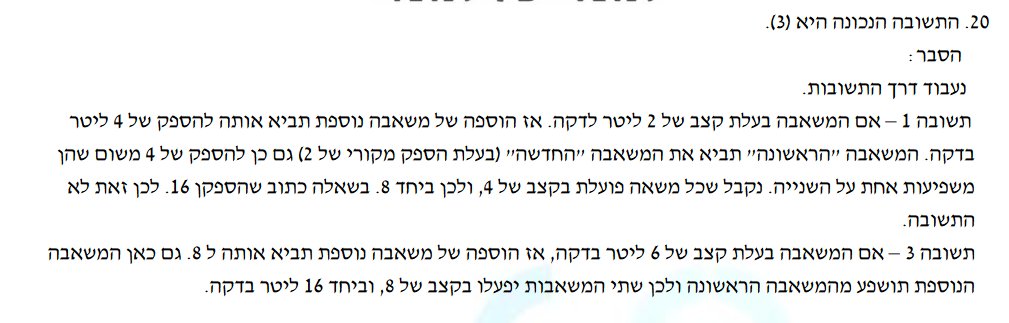 20. התשובה הנכונה היא (3).
הסבר:
נעבוד דרך התשובות.
תשובה 1 – אם המשאבה בעלת קצב של 2 ליטר לדקה. אז הוספה של משאבה נוספת תביא אותה להספק של 4 ליטר
בדקה. המשאבה "הראשונה" תביא את המשאבה "החדשה" (בעלת הספק מקורי של 2) גם כן להספק של 4 משום שהן
משפיעות אחת על השנייה. נקבל שכל משאה פועלת בקצב של 4, ולכן ביחד 8. בשאלה כתוב שהספקן 16. לכן זאת לא
התשובה.
תשובה 3 – אם המשאבה בעלת קצב של 6 ליטר בדקה, אז הוספה של משאבה נוספת תביא אותה ל 8. גם כאן המשאבה
הנוספת תושפע מהמשאבה הראשונה ולכן שתי המשאבות יפעלו בקצב של 8, וביחד 16 ליטר בדקה.